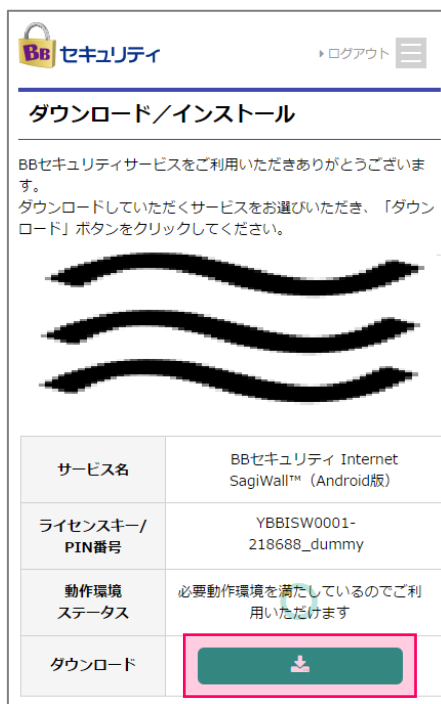 BB セキュリティ
ログアウト
ダウンロード／インストール
BBセキュリティサービスをご利用いただきありがとうございま
す。
ダウンロードしていただくサービスをお選びいただき、「ダウン
ロード」ボタンをクリックしてください。
サービス名
BBセキュリティ Internet
SagiWall™（Android版）
ライセンスキー/
PIN番号
YBBISW0001-
218688_dummy
動作環境
ステータス
必要動作環境を満たしているのでご利
用いただけます
ダウンロード